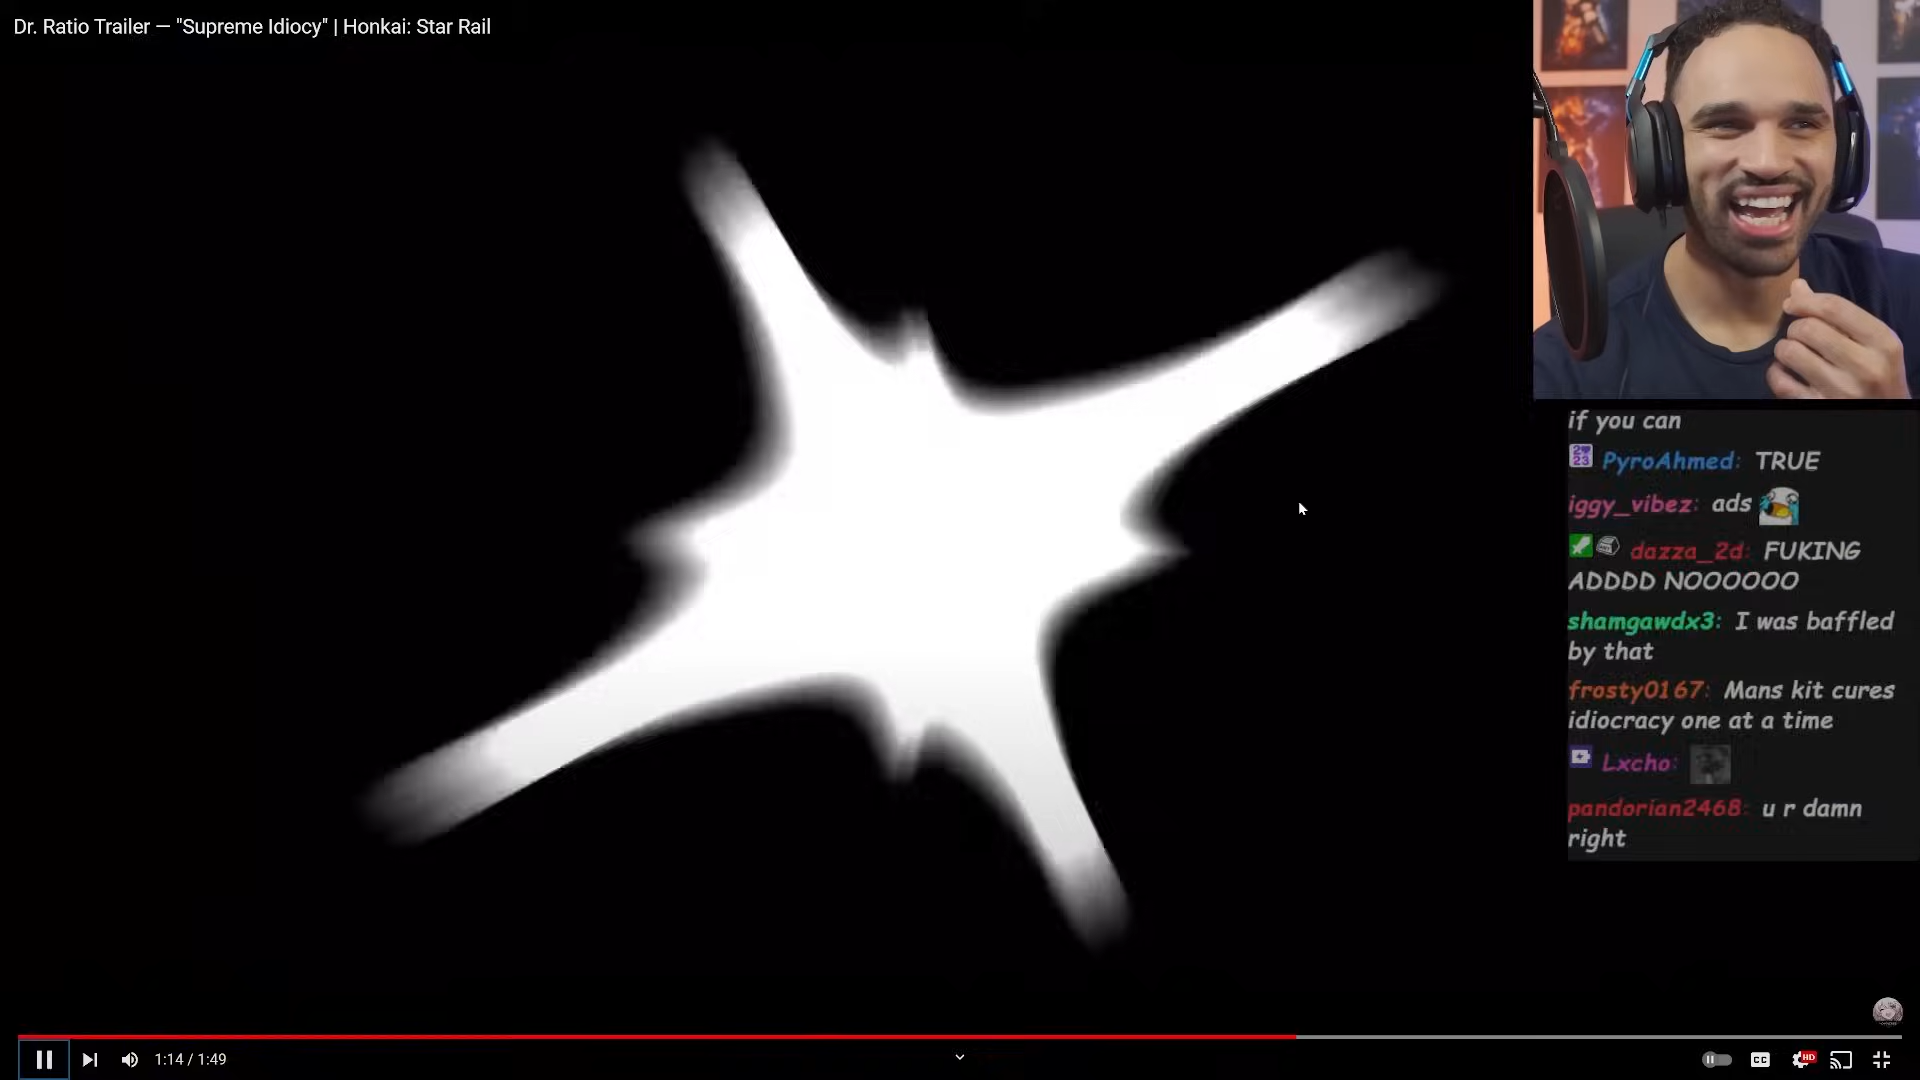 Dr. Ratio Trailer — "Supreme Idiocy" | Honkai: Star Rail
if you can
PyroAhmed: TRUE
iggy_vibez: ads
dazza_2d: FUKING
ADDDD NOOOOOO
shamgawdx3: I was baffled
by that
frosty0167: Mans kit cures
idiocracy one at a time
Lxcho:
pandorian2468: u r damn
right
1:14 / 1:49
CC
HD